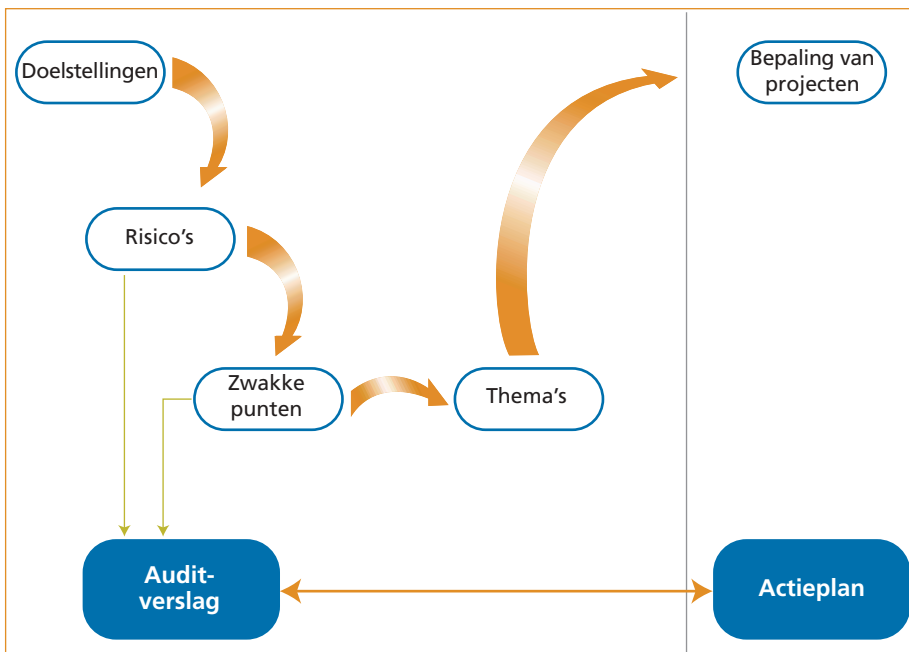 Doelstellingen
Bepaling van
projecten
Risico's
Zwakke
punten
Thema's
Audit-
verslag
Actieplan